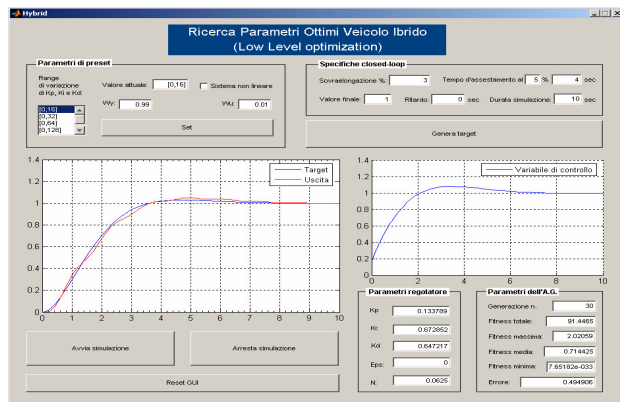 Hybrid
Ricerca Parametri Ottimi Veicolo Ibrido
(Low Level optimization)
Parametri di preset
Range
di variazione
di Kp, Ki e Kd:
[0,16]
[0,32]
[0,64]
[0,128]
Valore attuale: [0,16]
Sistema non lineare
Wy: 0.99
Wu: 0.01
Set
Specifiche closed-loop
Sovraelongazione %: 3
Tempo d'assestamento al 5 % 4 sec
Valore finale: 1
Ritardo: 0 sec
Durata simulazione: 10 sec
Genera target
1.4
1.2
1
0.8
0.6
0.4
0.2
0
0 1 2 3 4 5 6 7 8 9 10
Target
Uscita
1.4
1.2
1
0.8
0.6
0.4
0.2
0
0 2 4 6 8 10
Variabile di controllo
Avvia simulazione
Arresta simulazione
Reset GUI
Parametri regolatore
Kp 0.133789
Ki: 0.672852
Kd 0.647217
Eps: 0
N: 0.0625
Parametri dell'A.G.
Generazione n. 30
Fitness totale: 91.4465
Fitness massima: 2.02059
Fitness media: 0.714425
Fitness minima: 7.65182e-033
Errore: 0.494906